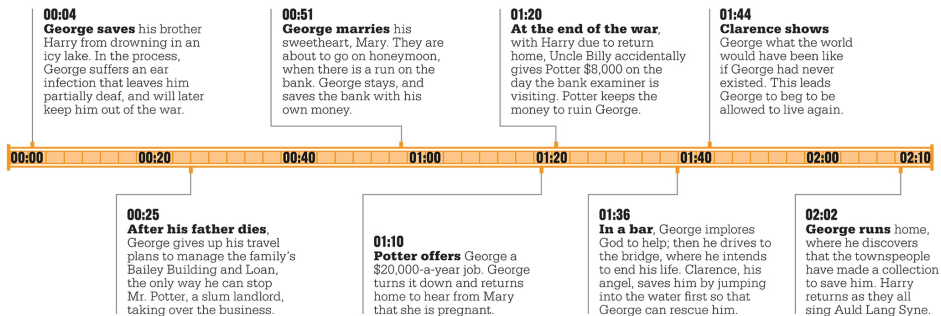 00:04
George saves his brother
Harry from drowning in an
icy lake. In the process,
George suffers an ear
infection that leaves him
partially deaf, and will later
keep him out of the war.
00:51
George marries his
sweetheart, Mary. They are
about to go on honeymoon,
when there is a run on the
bank. George stays, and
saves the bank with his
own money.
01:20
At the end of the war,
with Harry due to return
home, Uncle Billy accidentally
gives Potter $8,000 on the
day the bank examiner is
visiting. Potter keeps the
money to ruin George.
01:44
Clarence shows
George what the world
would have been like
if George had never
existed. This leads
George to beg to be
allowed to live again.
00:00 00:20 00:40 01:00 01:20 01:40 02:00 02:10
00:25
After his father dies,
George gives up his travel
plans to manage the family's
Bailey Building and Loan,
the only way he can stop
Mr. Potter, a slum landlord,
taking over the business.
01:10
Potter offers George a
$20,000-a-year job. George
turns it down and returns
home to hear from Mary
that she is pregnant.
01:36
In a bar, George implores
God to help; then he drives to
the bridge, where he intends
to end his life. Clarence, his
angel, saves him by jumping
into the water first so that
George can rescue him.
02:02
George runs home,
where he discovers
that the townspeople
have made a collection
to save him. Harry
returns as they all
sing Auld Lang Syne.